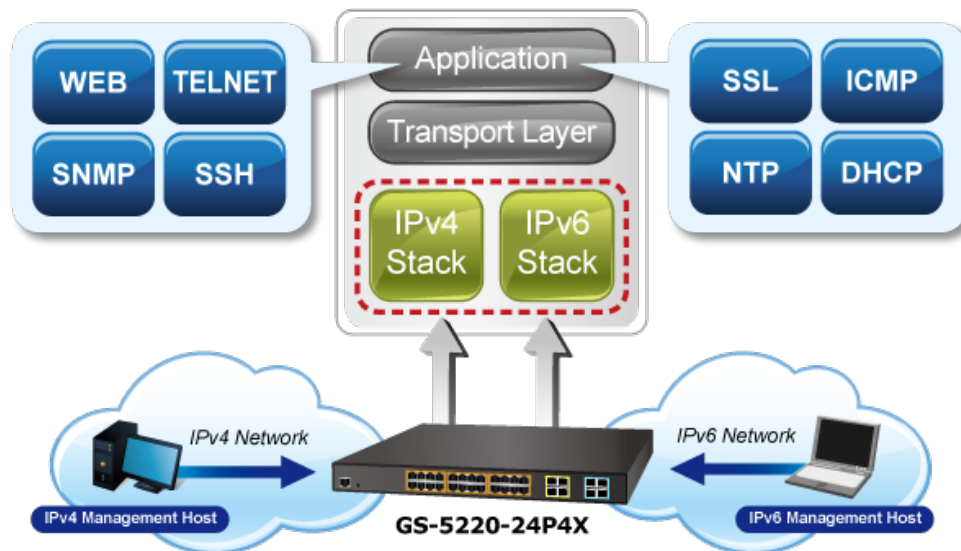 WEB
TELNET
SNMP
SSH
Application
Transport Layer
IPv4
Stack
IPv6
Stack
SSL
ICMP
NTP
DHCP
IPv4 Network
IPv6 Network
IPv4 Management Host
GS-5220-24P4X
IPv6 Management Host